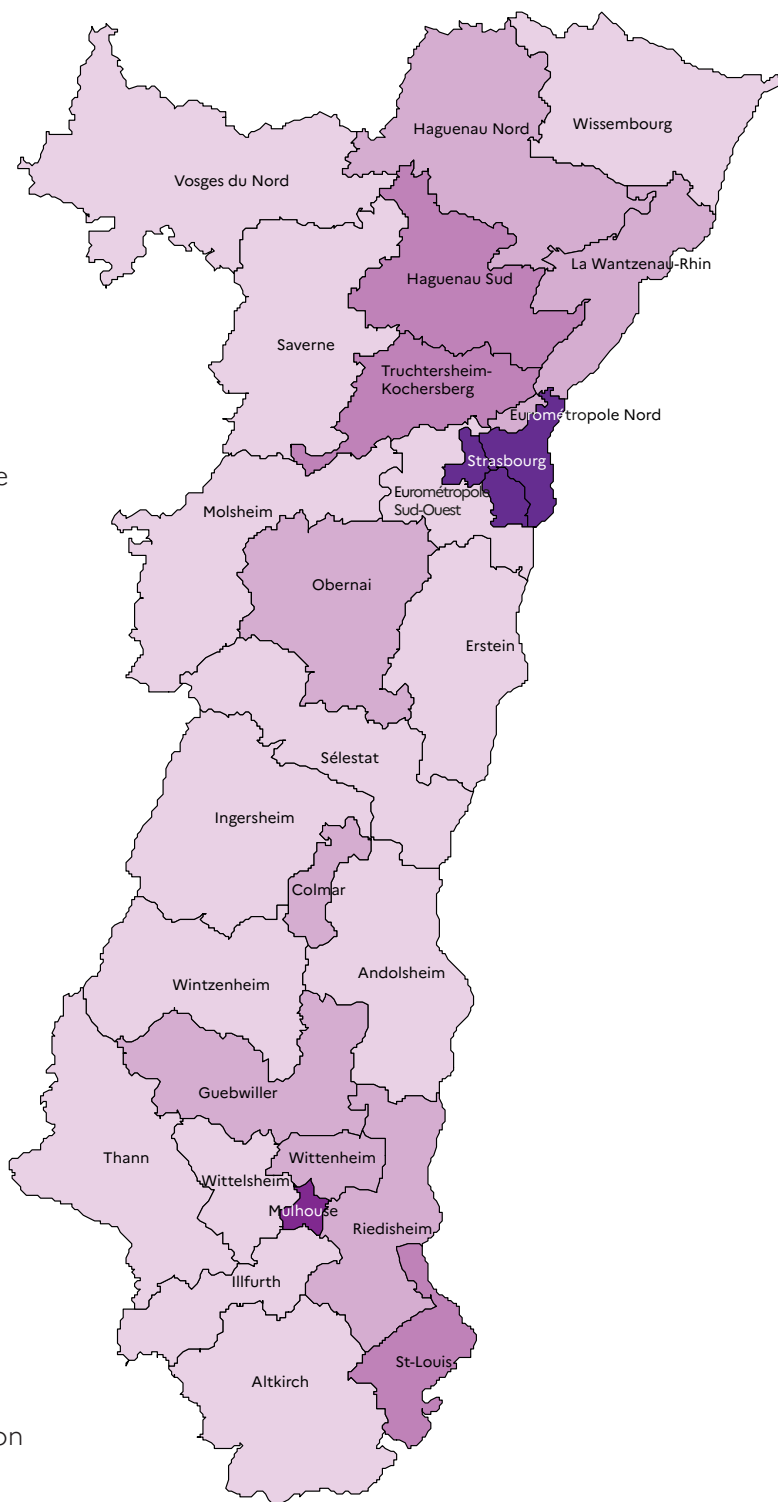 Haguenau Nord
Wissembourg
Vosges du Nord
La Wantzenau-Rhin
Haguenau Sud
Saverne
Truchtersheim-
Kochersberg
Eurométropole Nord
Strasbourg
e
Eurométropole
Sud-Ouest
Molsheim
Obernai
Erstein
Sélestat
Ingersheim
Colmar
Andolsheim
Wintzenheim
Guebwiller
Thann
Wittenheim
Wittelsheim
Mulhouse
Riedisheim
Illfurth
St-Louis
Altkirch
on